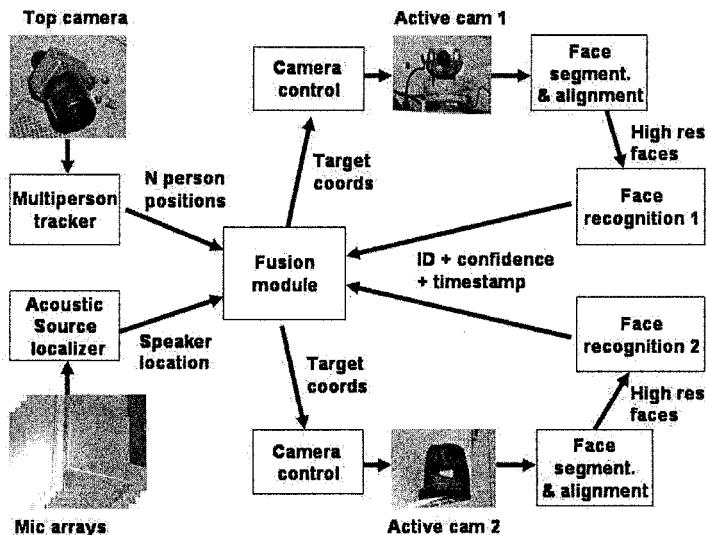 Top camera
Active cam 1
Camera
control
Face
segment.
& alignment
High res
faces
Target
coords
N person
positions
Multiperson
tracker
Face
recognition 1
Fusion
module
ID + confidence
+ timestamp
Acoustic
Source
localizer
Speaker
location
Face
recognition 2
Target
coords
High res
faces
Camera
control
Face
segment.
& alignment
Mic arrays
Active cam 2